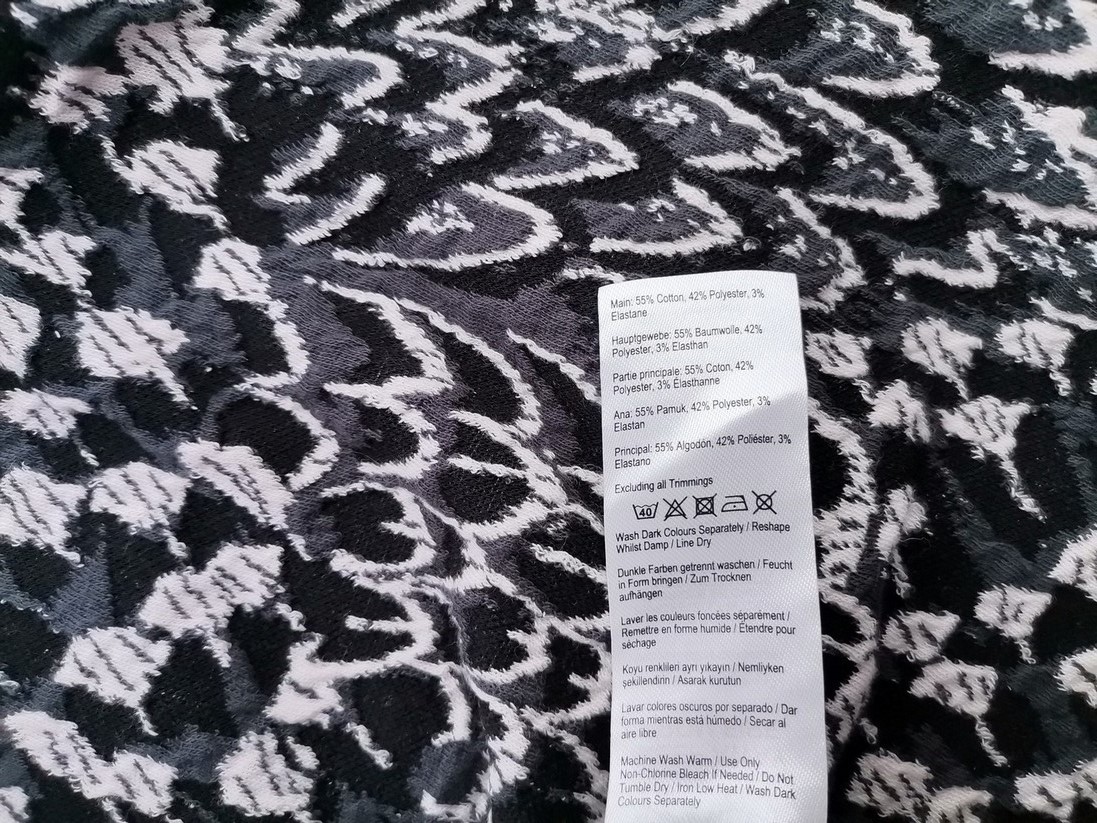 Main: 55% Cotton, 42% Polyester, 3%
Elastane
Hauptgewebe: 55% Baumwolle, 42%
Polyester, 3% Elasthan
Partie principale: 55% Coton, 42%
Polyester, 3% Élasthanne
Ana: 55% Pamuk, 42% Polyester, 3%
Elastan
Principal: 55% Algodón, 42% Poliéster, 3%
Elastano
Excluding all Trimmings
40
Wash Dark Colours Separately / Reshape
Whilst Damp / Line Dry
Dunkle Farben getrennt waschen / Feucht
in Form bringen / Zum Trocknen
aufhängen
Laver les couleurs foncées séparément /
Remettre en forme humide / Étendre pour
séchage
Koyu renklileri ayrı yıkayın / Nemliyken
şekillendirin / Asarak kurutun
Lavar colores oscuros por separado / Dar
forma mientras está húmedo / Secar al
aire libre
Machine Wash Warm / Use Only
Non-Chlorine Bleach If Needed / Do Not
Tumble Dry / Iron Low Heat / Wash Dark
Colours Separately